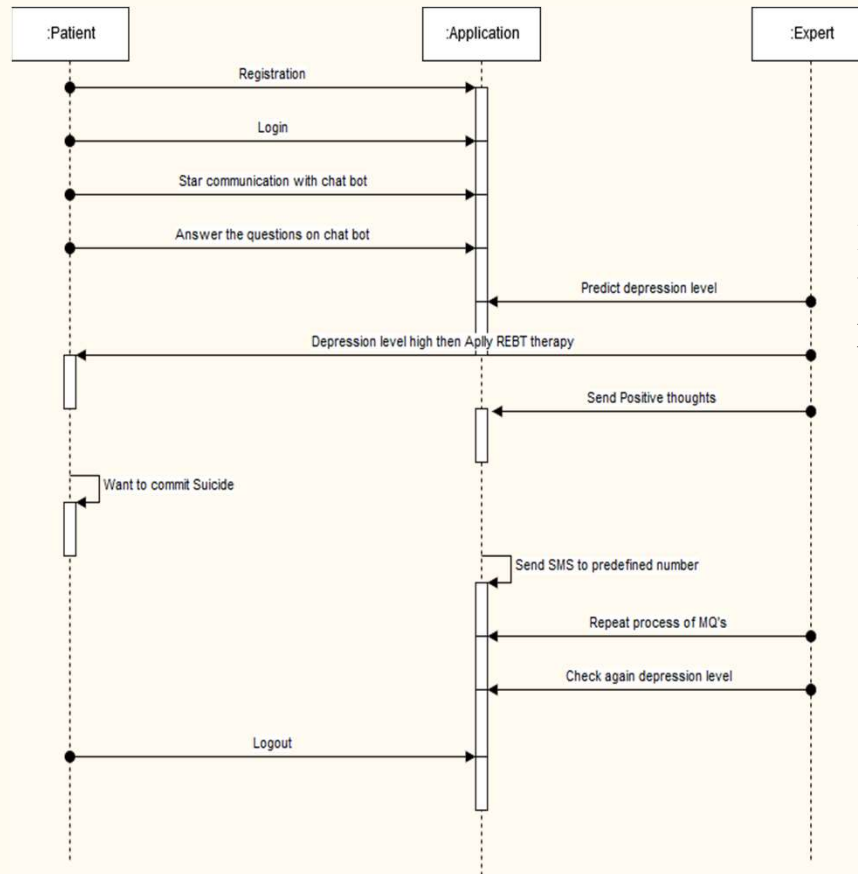 :Patient
:Application
:Expert
Registration
Login
Star communication with chat bot
Answer the questions on chat bot
Predict depression level
Depression level high then Aplly REBT therapy
Send Positive thoughts
Want to commit Suicide
Send SMS to predefined number
Repeat process of MQ's
Check again depression level
Logout